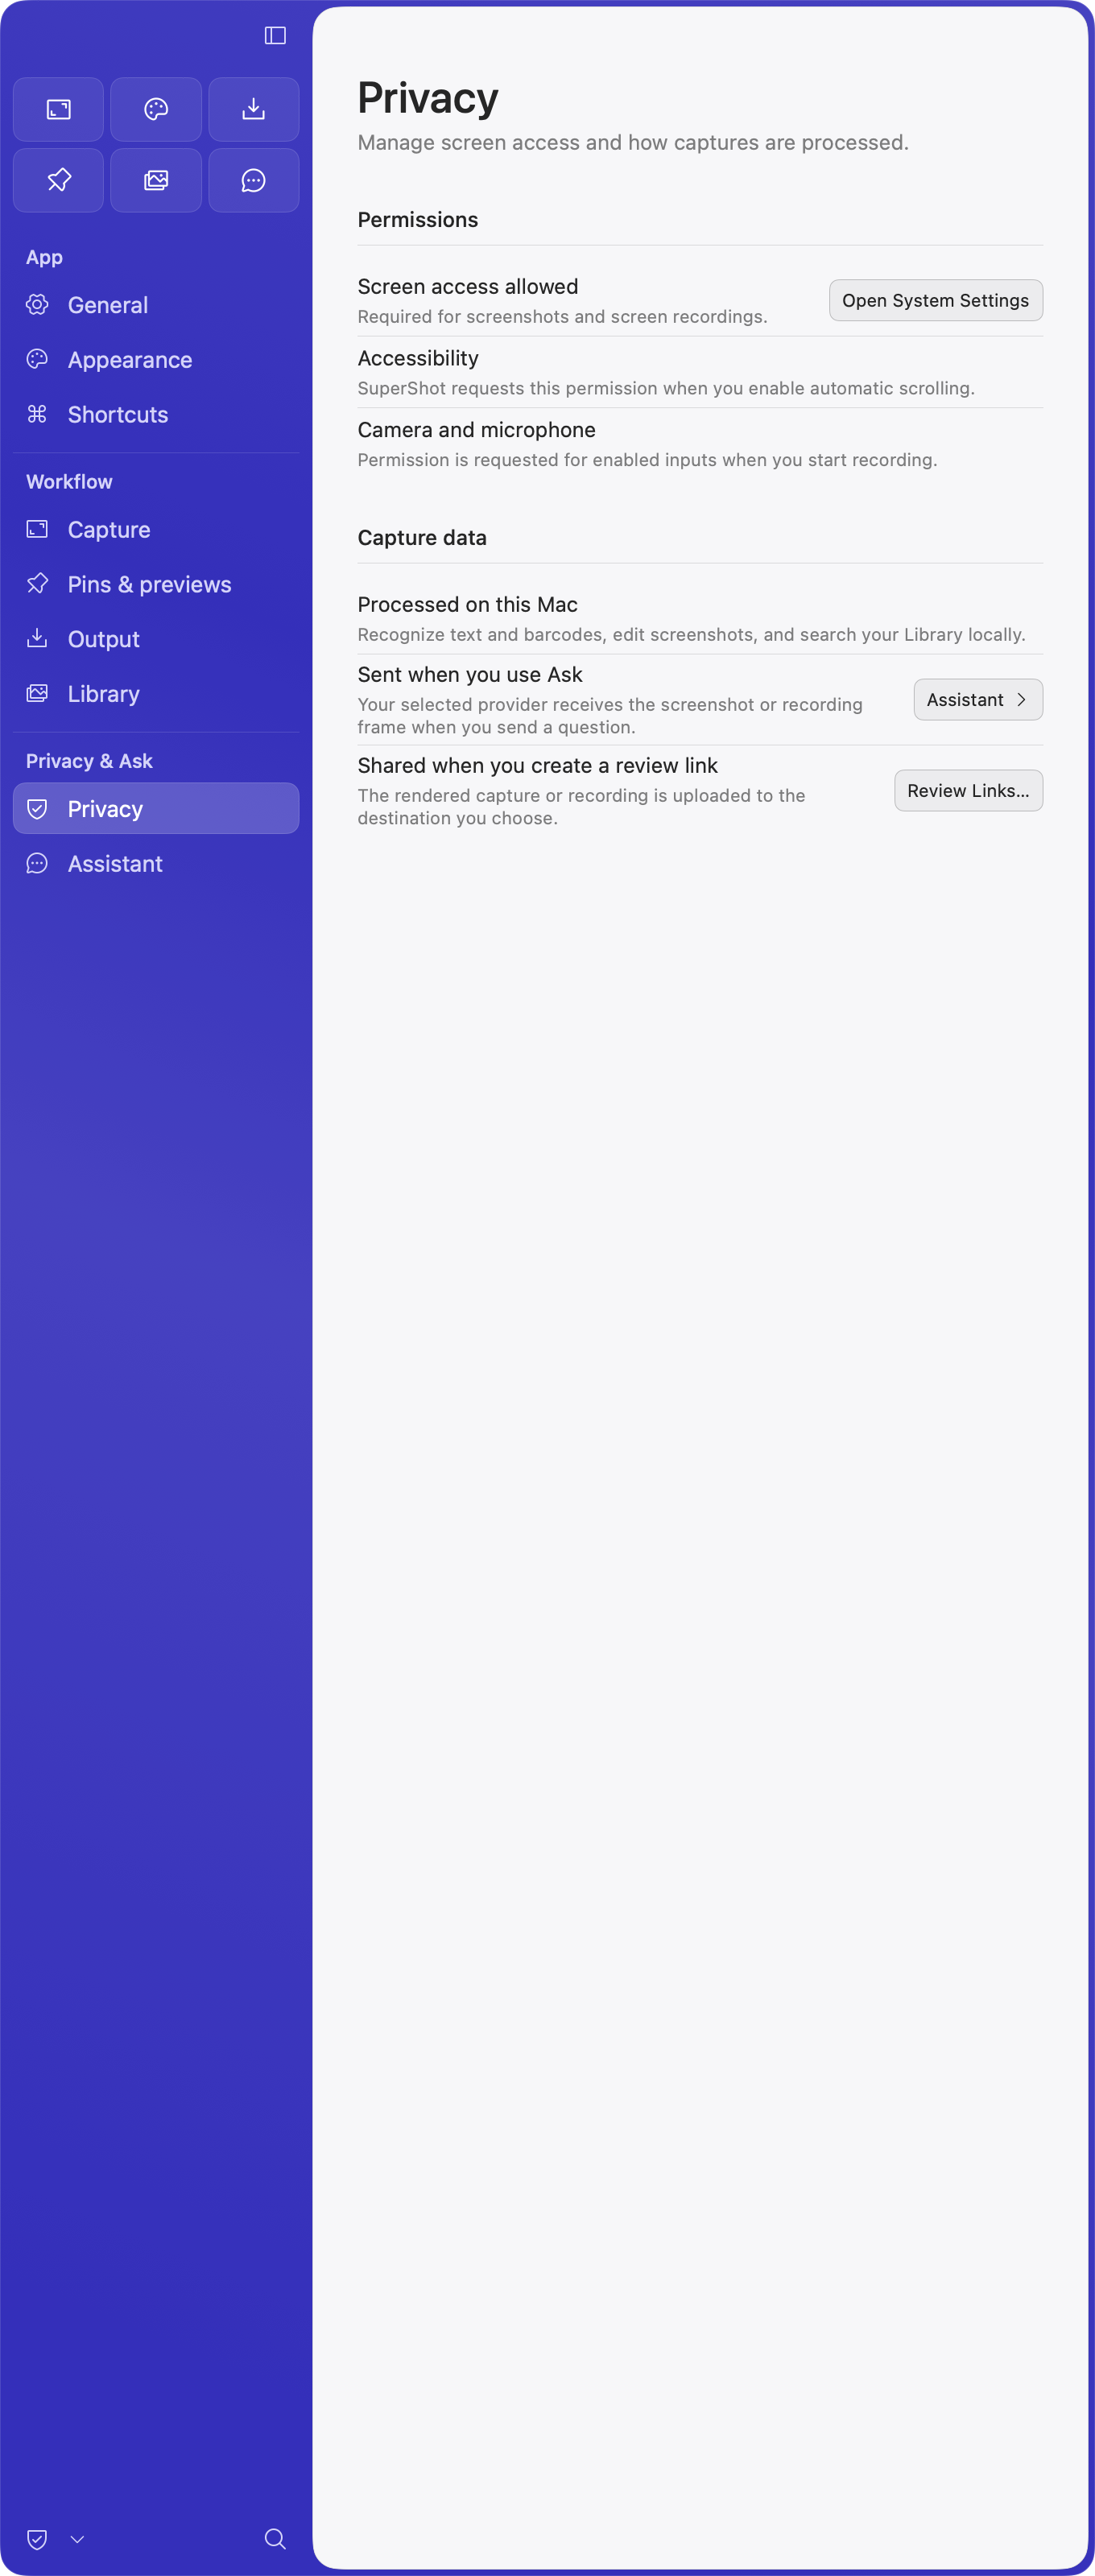 App
General
Appearance
Shortcuts
Workflow
Capture
Pins & previews
Output
Library
Privacy & Ask
Privacy
Assistant
Privacy
Manage screen access and how captures are processed.
Permissions
Screen access allowed
Required for screenshots and screen recordings.
Open System Settings
Accessibility
SuperShot requests this permission when you enable automatic scrolling.
Camera and microphone
Permission is requested for enabled inputs when you start recording.
Capture data
Processed on this Mac
Recognize text and barcodes, edit screenshots, and search your Library locally.
Sent when you use Ask
Your selected provider receives the screenshot or recording
frame when you send a question.
Assistant
Shared when you create a review link
The rendered capture or recording is uploaded to the
destination you choose.
Review Links...